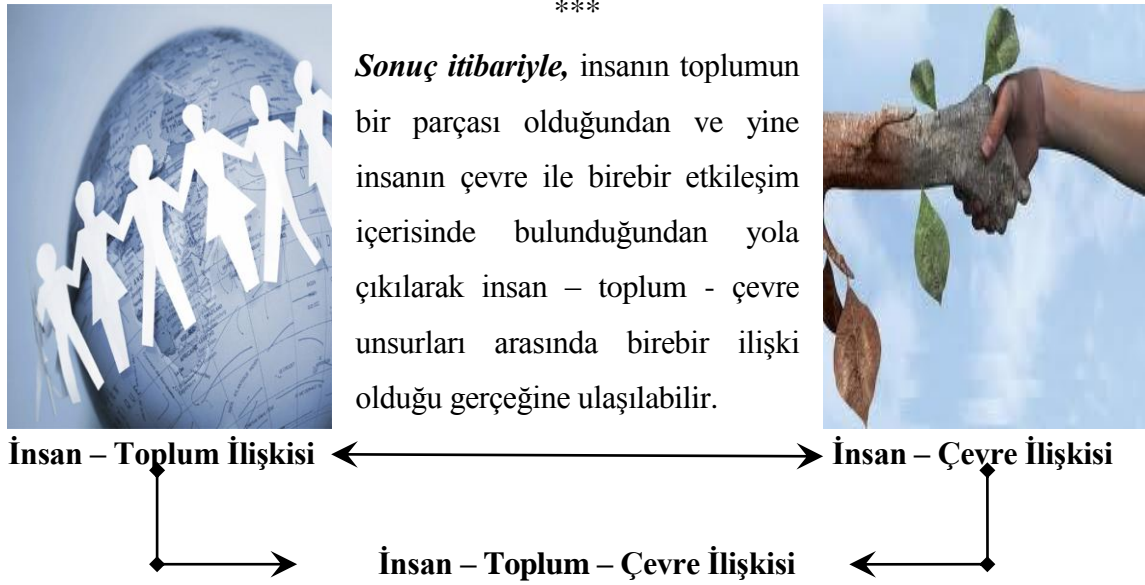 ***
Sonuç itibariyle, insanın toplumun
bir parçası olduğundan ve yine
insanın çevre ile birebir etkileşim
içerisinde bulunduğundan yola
çıkılarak insan – toplum - çevre
unsurları arasında birebir ilişki
olduğu gerçeğine ulaşılabilir.
İnsan – Toplum İlişkisi
İnsan – Çevre İlişkisi
İnsan – Toplum – Çevre İlişkisi